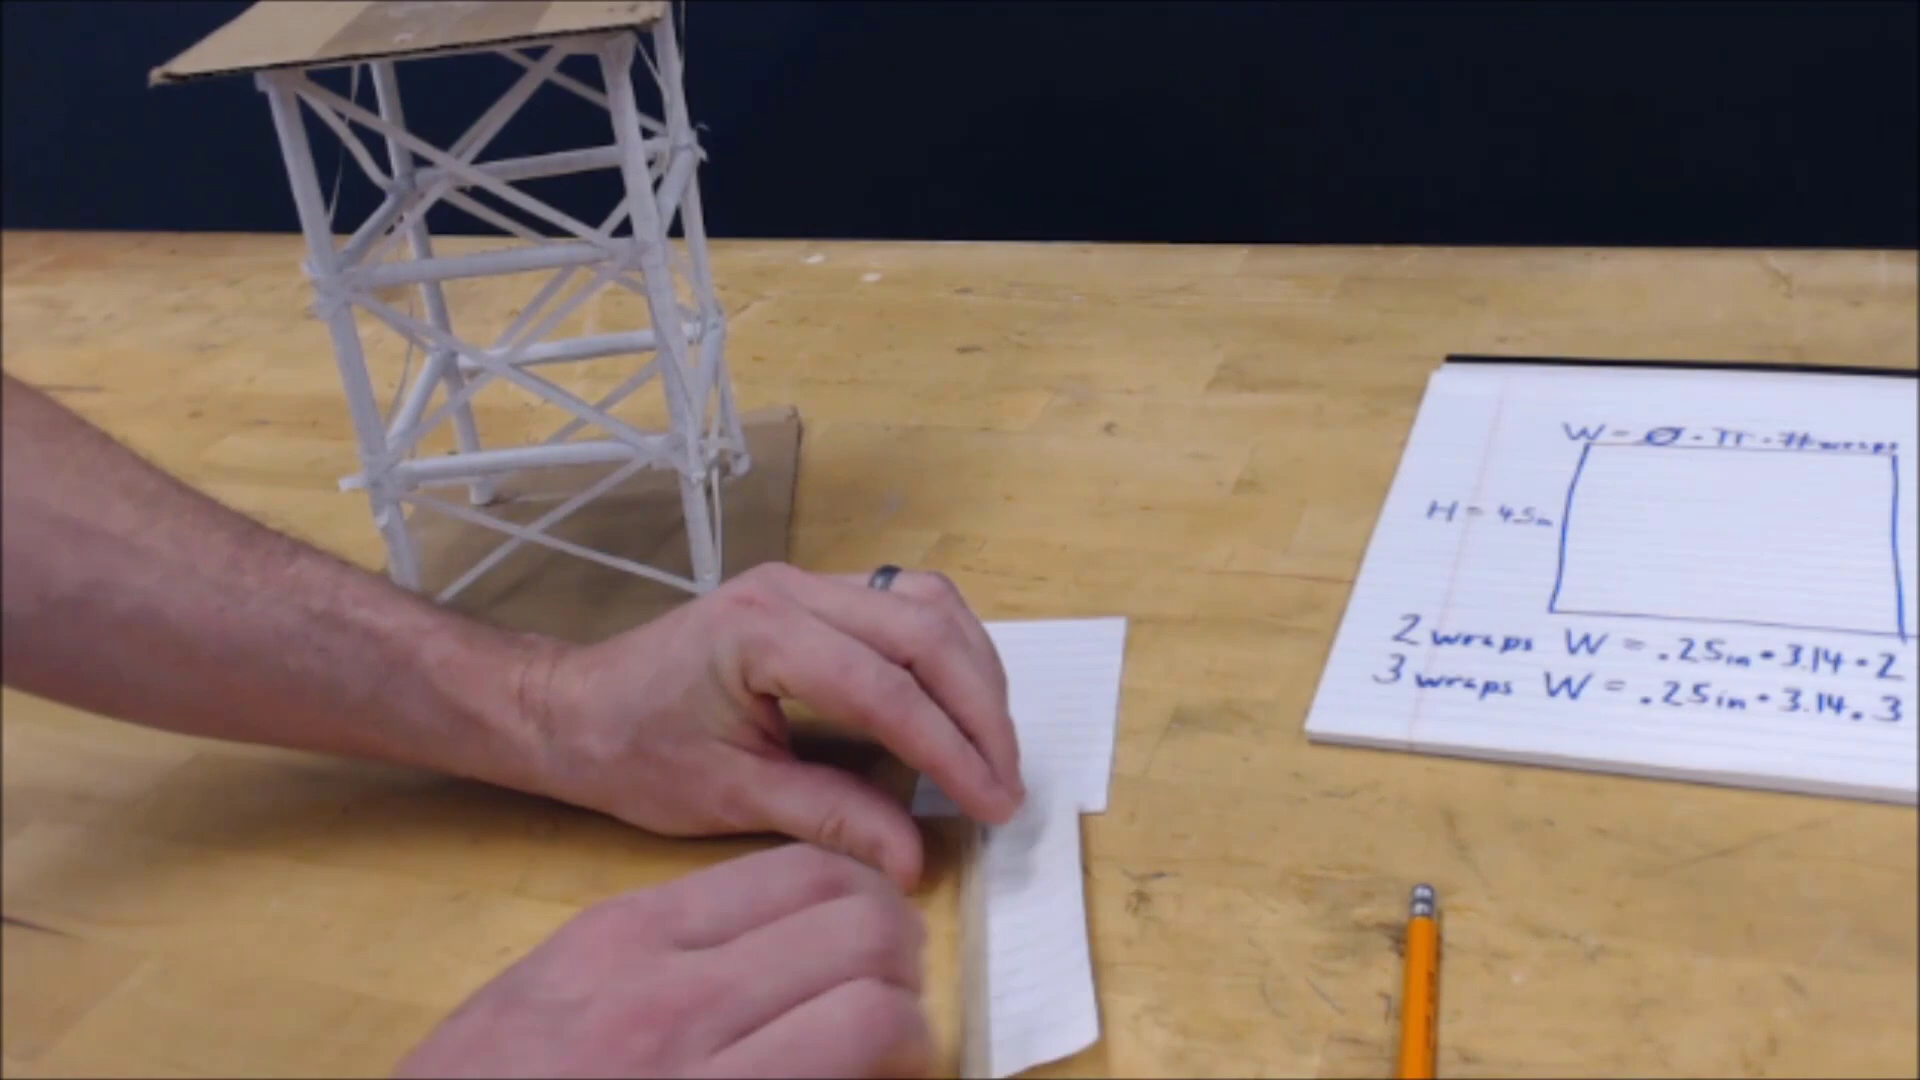 W = Ø • π • # wraps
H = 4.5in
2 wraps W = .25in • 3.14 • 2
3 wraps W = .25in • 3.14 • 3